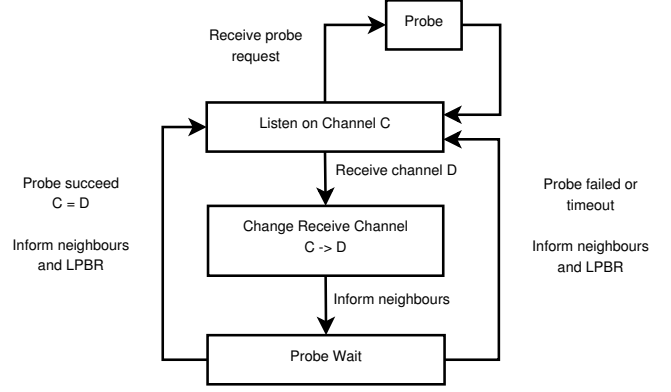 Probe
Receive probe
request
Listen on Channel C
Receive channel D
Probe succeed
C = D
Inform neighbours
and LPBR
Change Receive Channel
C -> D
Probe failed or
timeout
Inform neighbours
and LPBR
Inform neighbours
Probe Wait